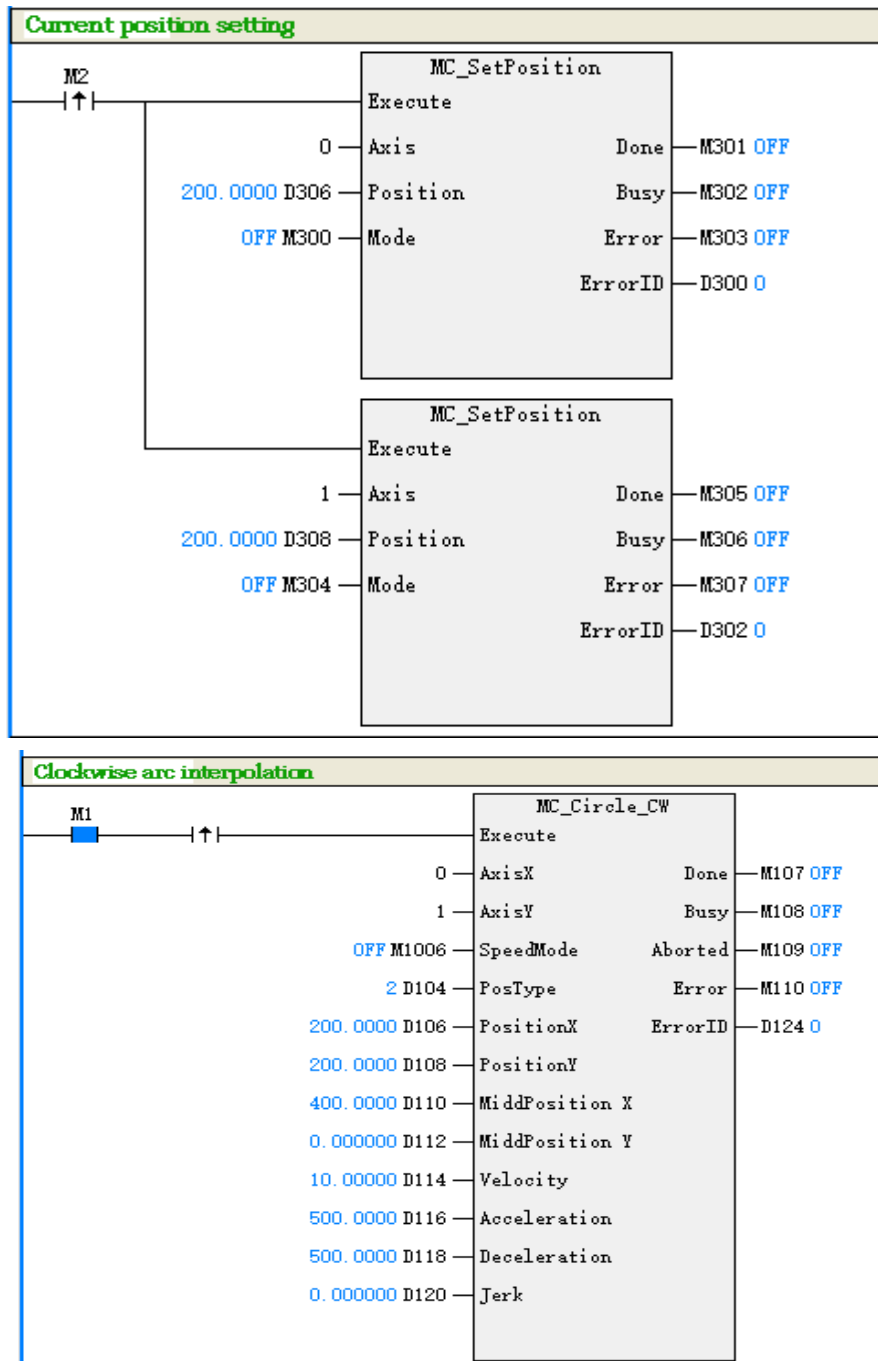 Current position setting
M2
MC_SetPosition
Execute
0 Axis Done M301 OFF
200.0000 D306 Position Busy M302 OFF
OFF M300 Mode Error M303 OFF
ErrorID D300 0
MC_SetPosition
Execute
1 Axis Done M305 OFF
200.0000 D308 Position Busy M306 OFF
OFF M304 Mode Error M307 OFF
ErrorID D302 0
Clockwise arc interpolation
M1
MC_Circle_CW
Execute
0 AxisX Done M107 OFF
1 AxisY Busy M108 OFF
OFF M1006 SpeedMode Aborted M109 OFF
2 D104 PosType Error M110 OFF
200.0000 D106 PositionX ErrorID D124 0
200.0000 D108 PositionY
400.0000 D110 MiddPosition X
0.000000 D112 MiddPosition Y
10.00000 D114 Velocity
500.0000 D116 Acceleration
500.0000 D118 Deceleration
0.000000 D120 Jerk